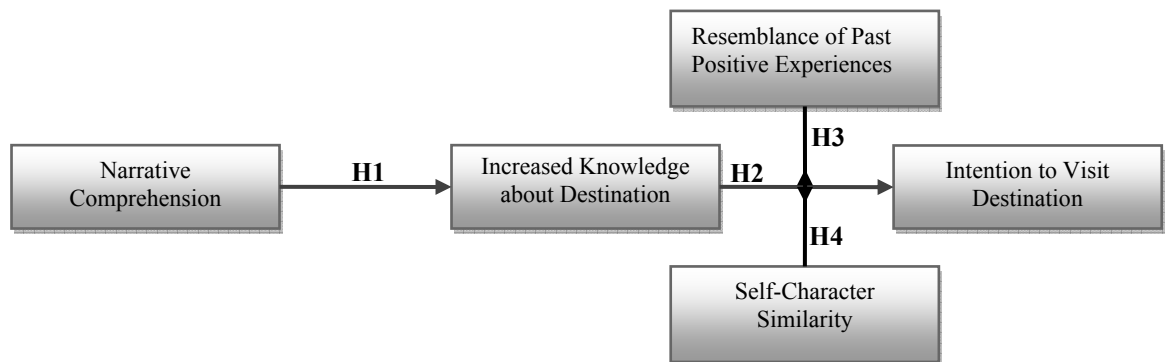 Resemblance of Past
Positive Experiences
H3
Narrative
Comprehension
H1
Increased Knowledge
about Destination
H2
Intention to Visit
Destination
H4
Self-Character
Similarity